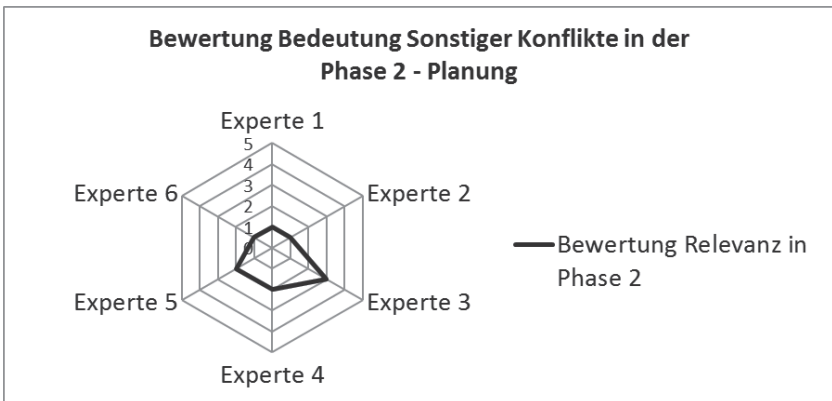 Bewertung Bedeutung Sonstiger Konflikte in der
Phase 2 - Planung
Experte 1
5
4
3
2
1
0
Experte 6
Experte 2
Experte 5
Experte 3
Experte 4
Bewertung Relevanz in
Phase 2